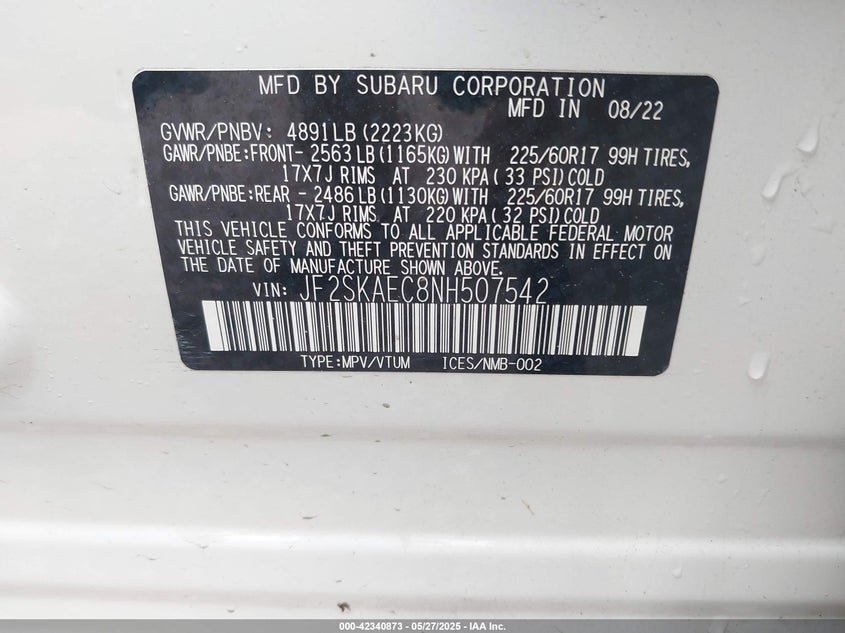 MFD BY SUBARU CORPORATION
MFD IN 08/22
GVWR/PNBV: 4891LB(2223KG)
GAWR/PNBE:FRONT- 2563LB(1165KG)WITH 225/60R17 99H TIRES,
17X7J RIMS AT 230 KPA( 33 PSI)COLD
GAWR/PNBE:REAR - 2486LB(1130KG)WITH 225/60R17 99H TIRES,
17X7J RIMS AT 220 KPA( 32 PSI)COLD
THIS VEHICLE CONFORMS TO ALL APPLICABLE FEDERAL MOTOR
VEHICLE SAFETY AND THEFT PREVENTION STANDARDS IN EFFECT ON
THE DATE OF MANUFACTURE SHOWN ABOVE.
VIN: JF2SKAEC8NH507542
TYPE:MPV/VTUM ICES/NMB-002
000-42340873 - 05/27/2025 - IAA Inc.